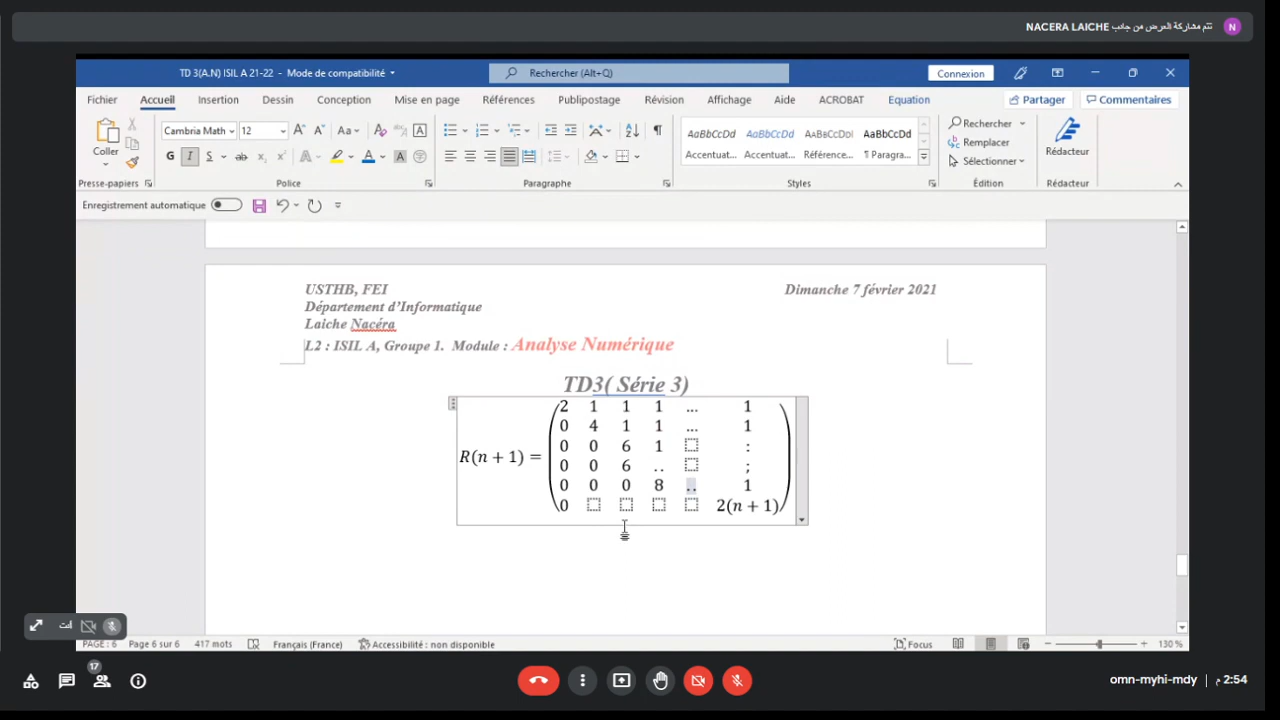 تتم مشاركة العرض من جانب NACERA LAICHE
N
TD 3(A.N) ISIL A 21-22 - Mode de compatibilité
Rechercher (Alt+Q)
Connexion
Fichier Accueil Insertion Dessin Conception Mise en page Références Publipostage Révision Affichage Aide ACROBAT Equation
Partager Commentaires
Coller
Cambria Math 12
G I S
AaBbCcDd AaBbCcDd AaBbCcDd AaBbCcDd
Accentuat... Accentuat... Référence... ¶ Paragra...
Rechercher
Remplacer
Sélectionner
Rédacteur
Presse-papiers Police Paragraphe Styles Édition Rédacteur
Enregistrement automatique
USTHB, FEI Dimanche 7 février 2021
Département d'Informatique
Laiche Nacéra
L2 : ISIL A, Groupe 1. Module : Analyse Numérique
TD3( Série 3)
R(n + 1) =
2 1 1 1 ... 1
0 4 1 1 ... 1
0 0 6 1 :
0 0 6 .. ;
0 0 0 8 .. 1
0 2(n + 1)
انت
PAGE : 6 Page 6 sur 6 417 mots Français (France) Accessibilité : non disponible Focus 130 %
17
omn-myhi-mdy | 2:54 م